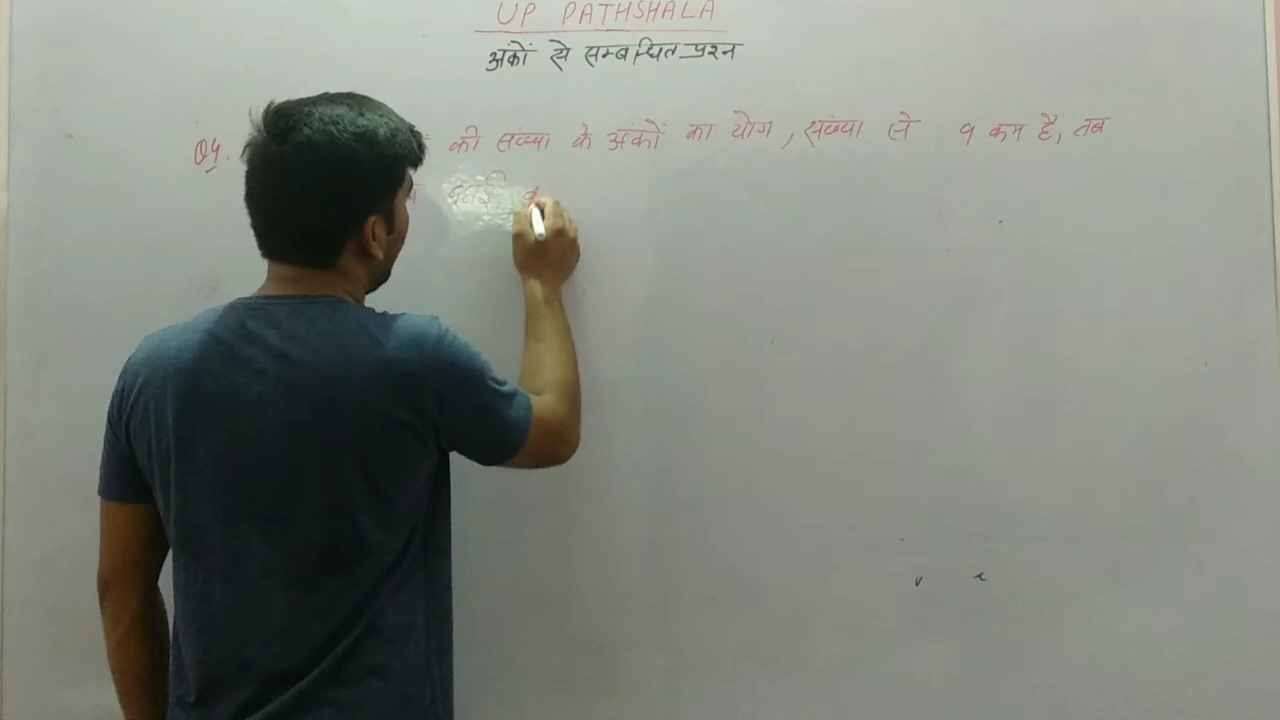 UP PATHSHALA
अंकों से सम्बन्धित प्रश्न
Q4. की संख्या के अंकों का योग, संख्या से 9 कम है, तब